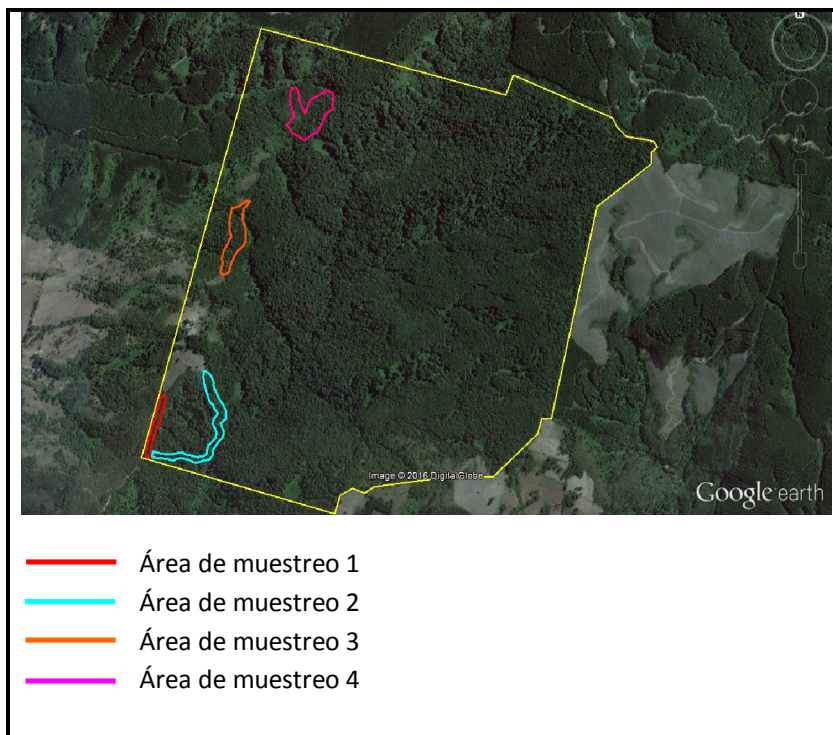 N
Image © 2016 DigitalGlobe
Google earth
Área de muestreo 1
Área de muestreo 2
Área de muestreo 3
Área de muestreo 4